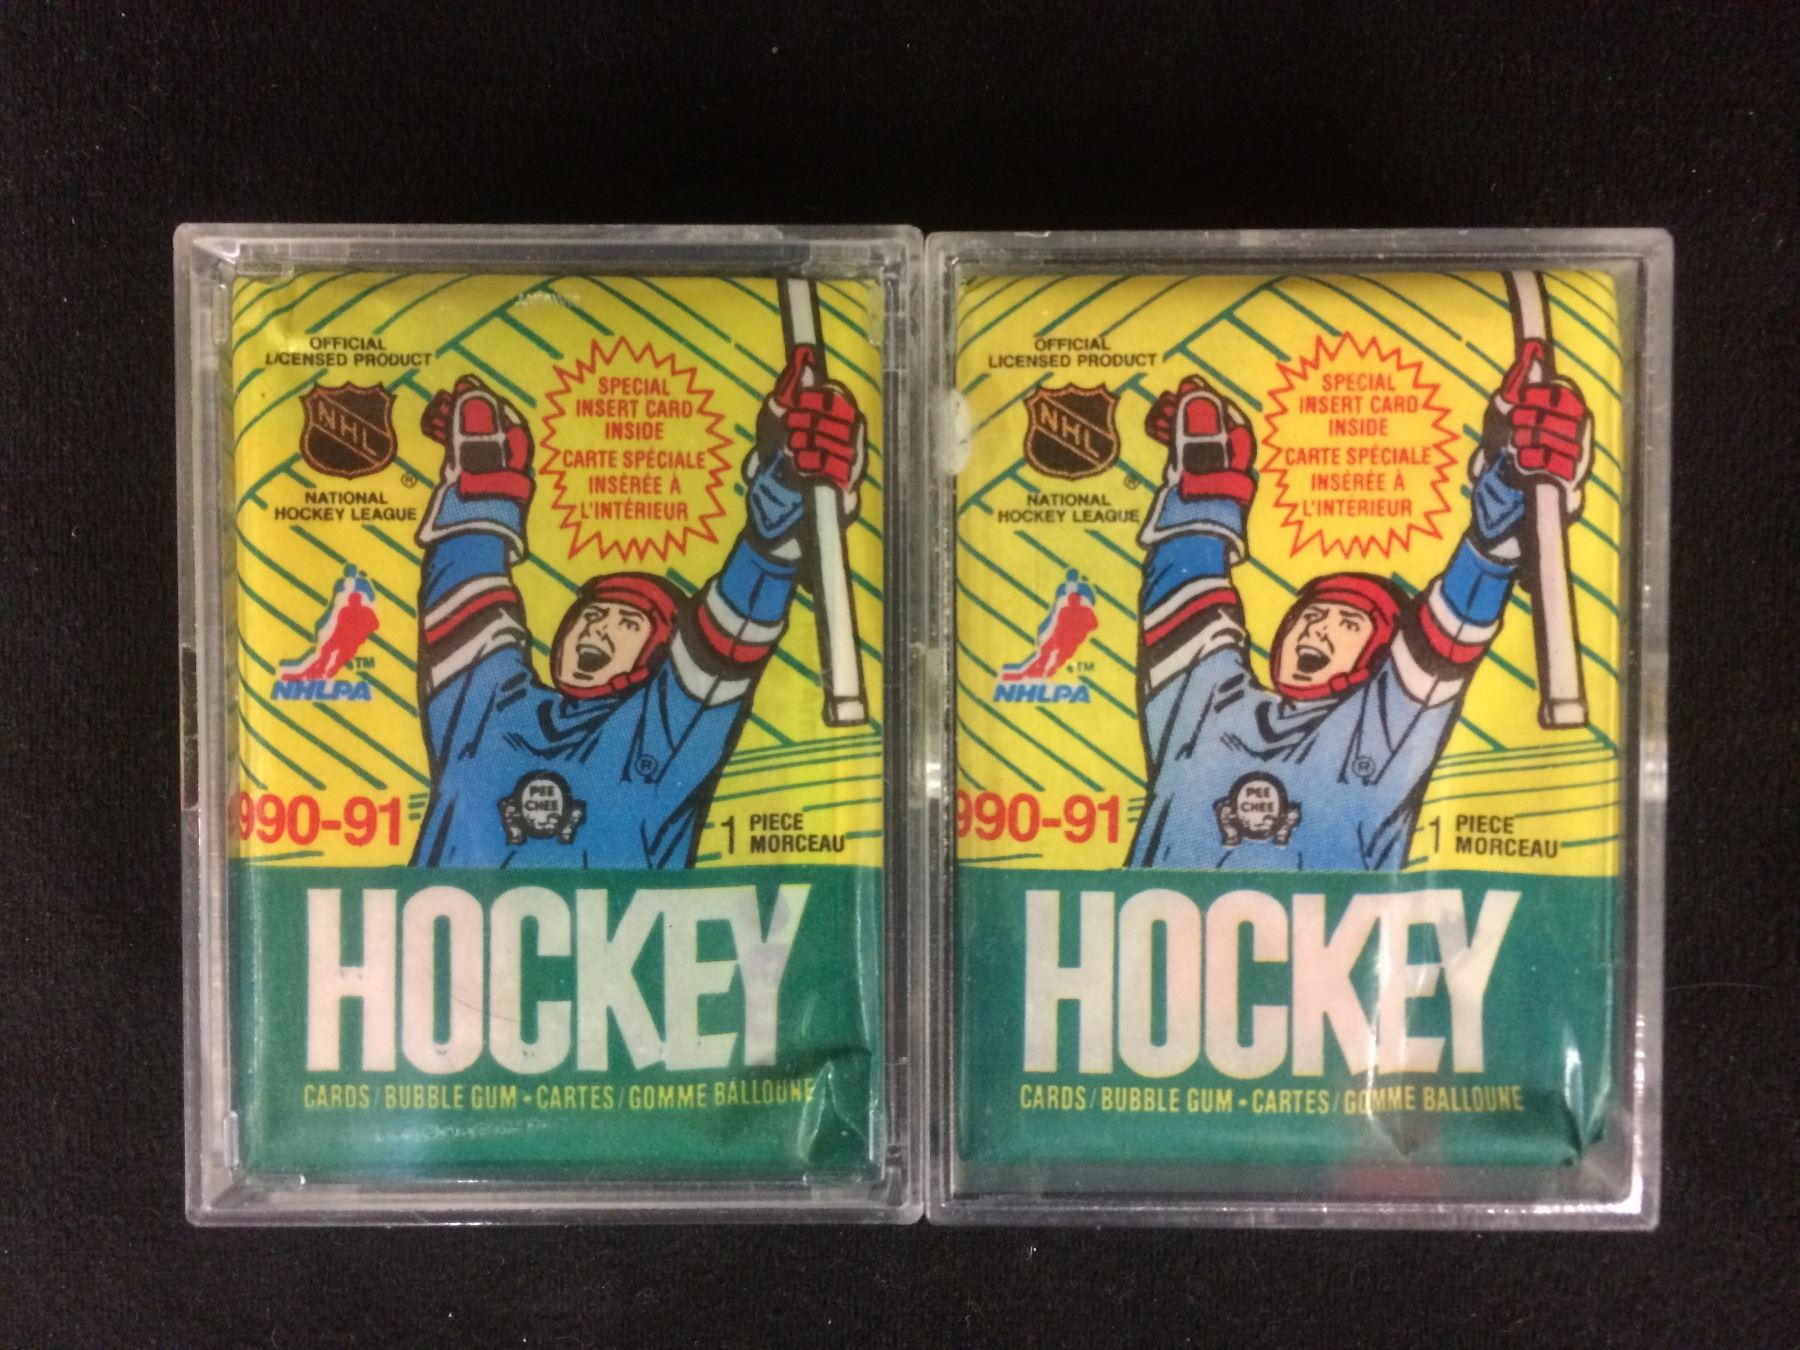 OFFICIAL
LICENSED PRODUCT
NHL
®
NATIONAL
HOCKEY LEAGUE
SPECIAL
INSERT CARD
INSIDE
CARTE SPÉCIALE
INSÉRÉE À
L'INTÉRIEUR
TM
NHLPA
®
PEE
CHEE
990-91
1 PIECE
MORCEAU
HOCKEY
CARDS / BUBBLE GUM • CARTES / GOMME BALLOUNE
OFFICIAL
LICENSED PRODUCT
NHL
®
NATIONAL
HOCKEY LEAGUE
SPECIAL
INSERT CARD
INSIDE
CARTE SPÉCIALE
INSÉRÉE À
L'INTÉRIEUR
TM
NHLPA
®
PEE
CHEE
990-91
1 PIECE
MORCEAU
HOCKEY
CARDS / BUBBLE GUM • CARTES / GOMME BALLOUNE